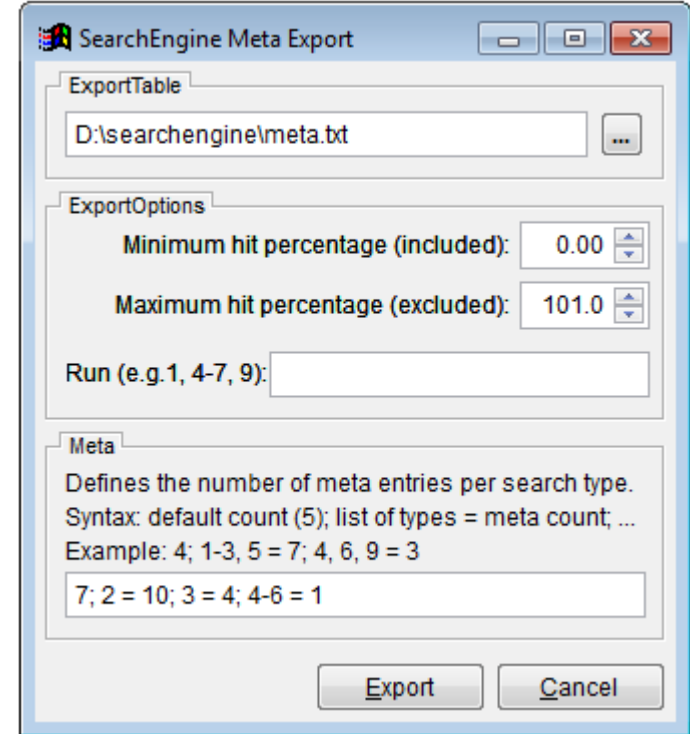 SearchEngine Meta Export
ExportTable
D:\searchengine\meta.txt
...
ExportOptions
Minimum hit percentage (included): 0.00
Maximum hit percentage (excluded): 101.0
Run (e.g.1, 4-7, 9):
Meta
Defines the number of meta entries per search type.
Syntax: default count (5); list of types = meta count; ...
Example: 4; 1-3, 5 = 7; 4, 6, 9 = 3
7; 2 = 10; 3 = 4; 4-6 = 1
Export Cancel